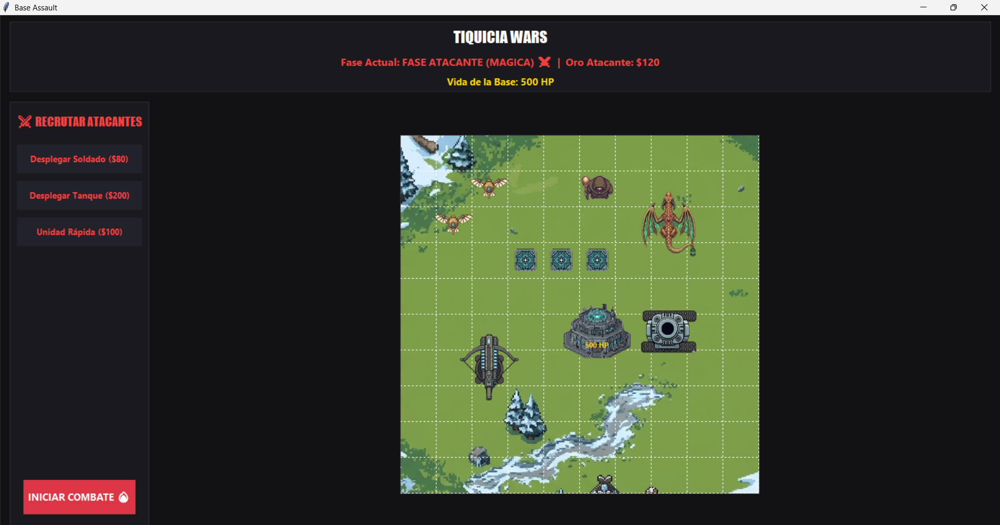 Base Assault
TIQUICIA WARS
Fase Actual: FASE ATACANTE (MAGICA) ⚔ | Oro Atacante: $120
Vida de la Base: 500 HP
⚔ RECRUTAR ATACANTES
Desplegar Soldado ($80)
Desplegar Tanque ($200)
Unidad Rápida ($100)
500 HP
INICIAR COMBATE 🔥